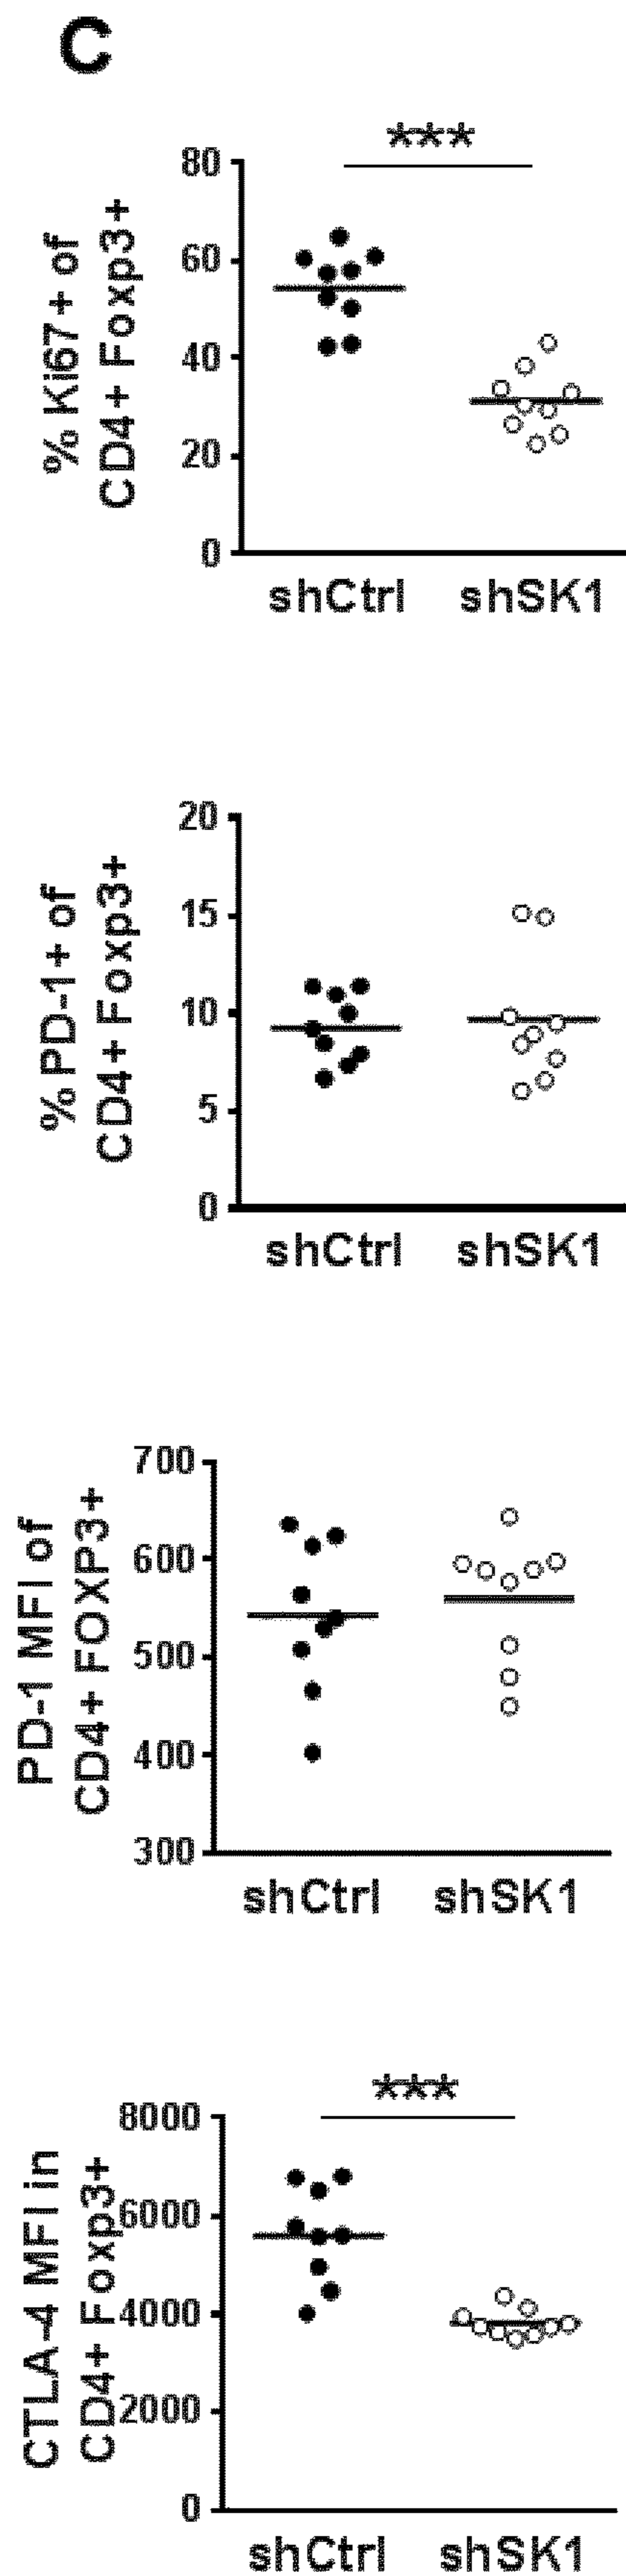 C
***
80
60
40
20
0
% Ki67+ of
CD4+ Foxp3+
shCtrl shSK1
20
15
10
5
0
% PD-1+ of
CD4+ Foxp3+
shCtrl shSK1
700
600
500
400
300
PD-1 MFI of
CD4+ FOXP3+
shCtrl shSK1
***
8000
6000
4000
2000
0
CTLA-4 MFI in
CD4+ Foxp3+
shCtrl shSK1